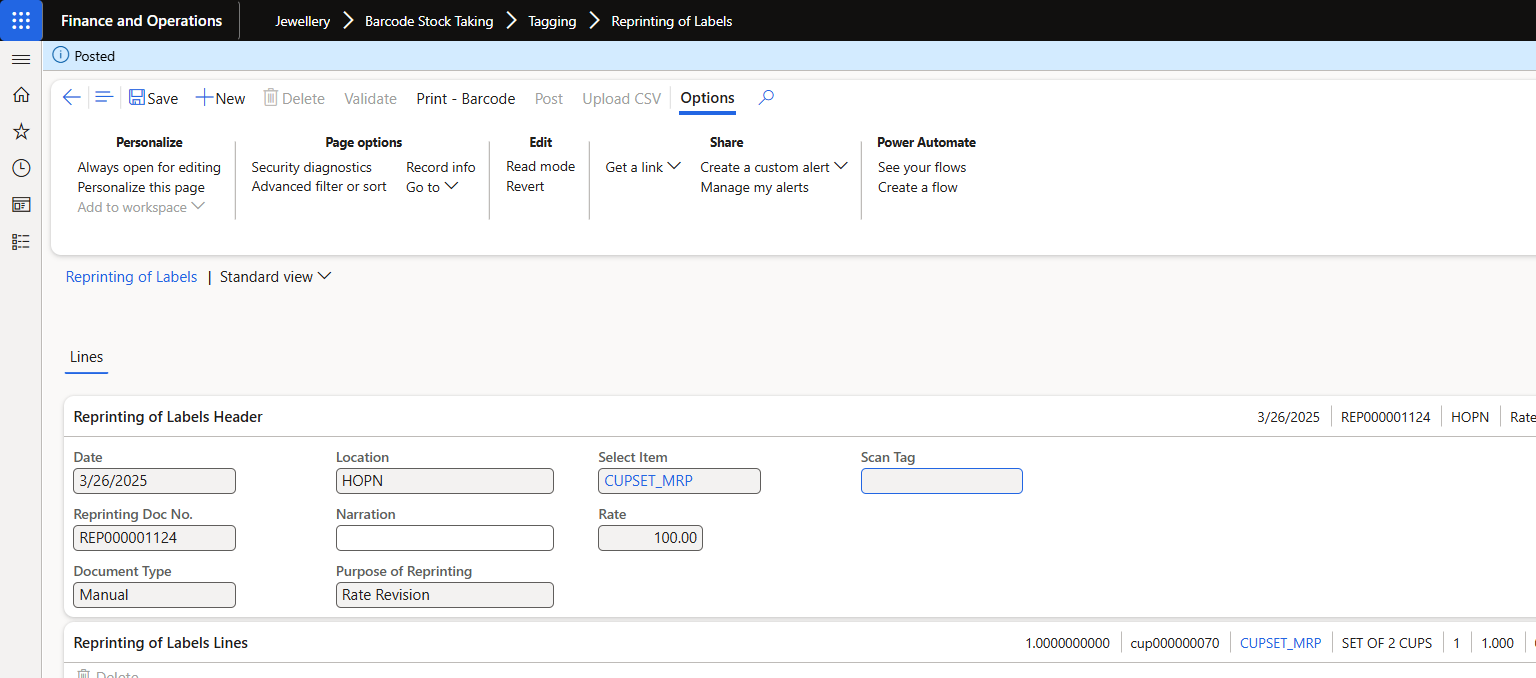 Finance and Operations Jewellery Barcode Stock Taking Tagging Reprinting of Labels
Posted
Save New Delete Validate Print - Barcode Post Upload CSV Options
Personalize Page options Edit Share Power Automate
Always open for editing Security diagnostics Record info Read mode Get a link Create a custom alert See your flows
Personalize this page Advanced filter or sort Go to Revert Manage my alerts Create a flow
Add to workspace
Reprinting of Labels | Standard view
Lines
Reprinting of Labels Header 3/26/2025 REP000001124 HOPN Rate
Date Location Select Item Scan Tag
3/26/2025 HOPN CUPSET_MRP
Reprinting Doc No. Narration Rate
REP000001124 100.00
Document Type Purpose of Reprinting
Manual Rate Revision
Reprinting of Labels Lines 1.0000000000 cup000000070 CUPSET_MRP SET OF 2 CUPS 1 1.000
Delete